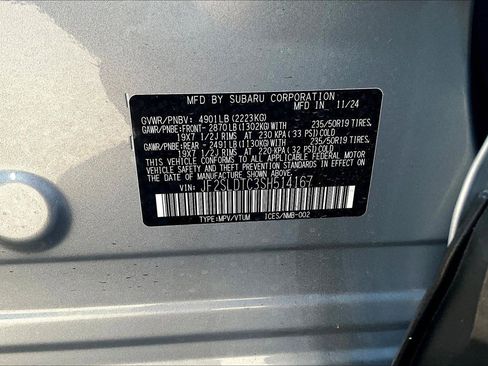 MFD BY SUBARU CORPORATION
MFD IN 11/24
GVWR/PNBV: 4901LB(2223KG)
GAWR/PNBE:FRONT- 2870LB(1302KG)WITH 235/50R19 TIRES,
19X7 1/2J RIMS AT 230 KPA(33 PSI)COLD
GAWR/PNBE:REAR - 2491LB(1130KG)WITH 235/50R19 TIRES,
19X7 1/2J RIMS AT 220 KPA(32 PSI)COLD
THIS VEHICLE CONFORMS TO ALL APPLICABLE
FEDERAL MOTOR VEHICLE SAFETY STANDARDS IN
EFFECT ON THE DATE OF MANUFACTURE SHOWN ABOVE.
VIN: JF2SLDTC3SH514167
TYPE:MPV/VTUM ICES/NMB-002